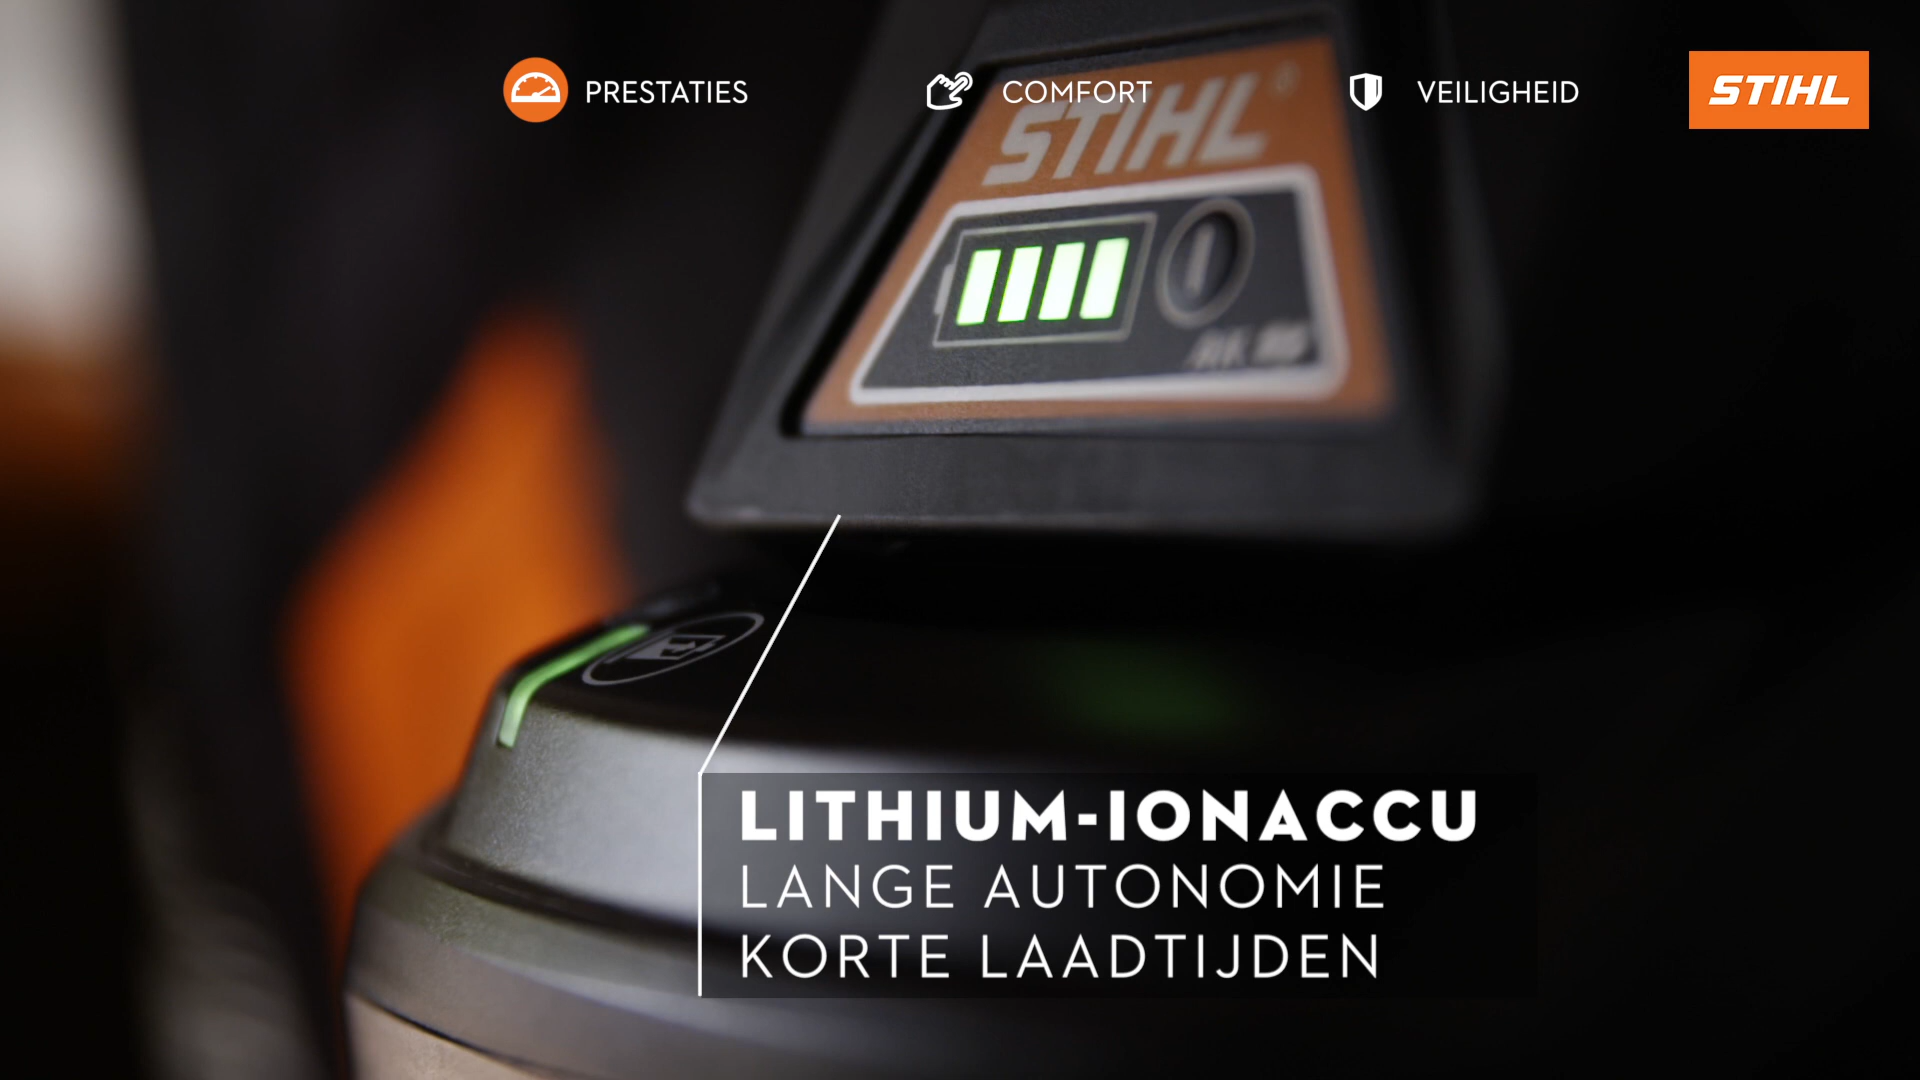 PRESTATIES
COMFORT
VEILIGHEID
STIHL
STIHL®
LITHIUM-IONACCU
LANGE AUTONOMIE
KORTE LAADTIJDEN